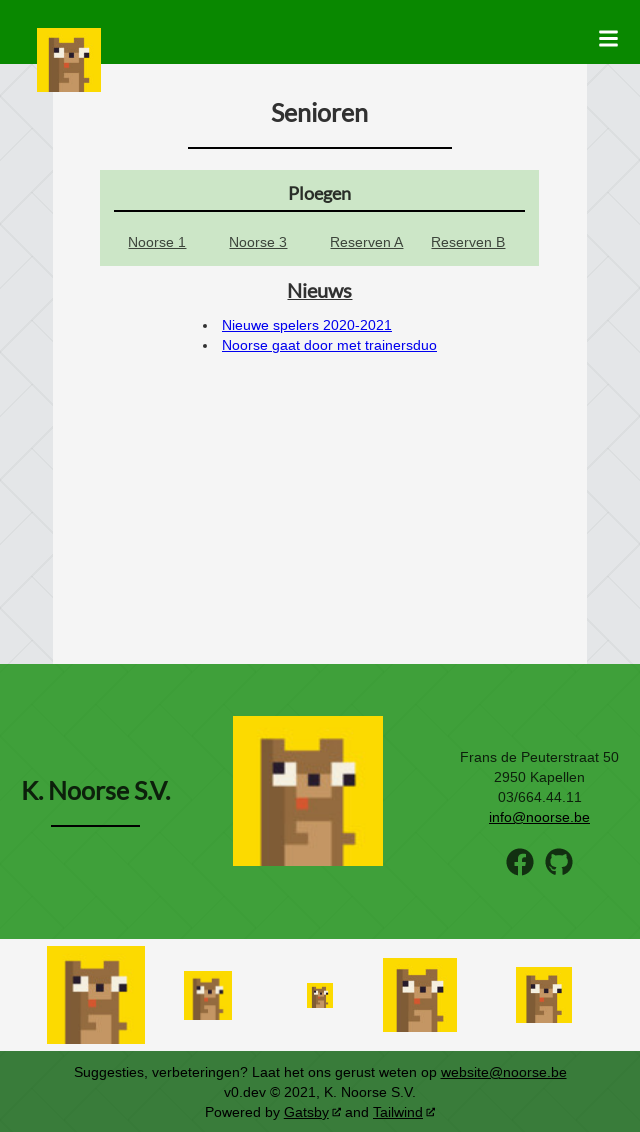 Senioren
Ploegen
Noorse 1 Noorse 3 Reserven A Reserven B
Nieuws
Nieuwe spelers 2020-2021
Noorse gaat door met trainersduo
K. Noorse S.V.
Frans de Peuterstraat 50
2950 Kapellen
03/664.44.11
info@noorse.be
Suggesties, verbeteringen? Laat het ons gerust weten op website@noorse.be
v0.dev © 2021, K. Noorse S.V.
Powered by Gatsby and Tailwind